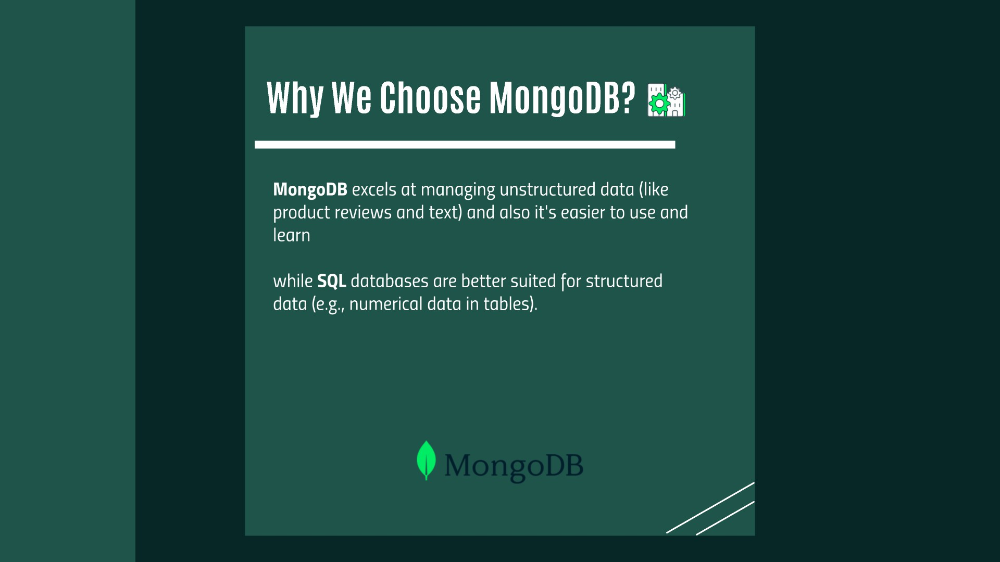 Why We Choose MongoDB?
MongoDB excels at managing unstructured data (like
product reviews and text) and also it's easier to use and
learn
while SQL databases are better suited for structured
data (e.g., numerical data in tables).
MongoDB